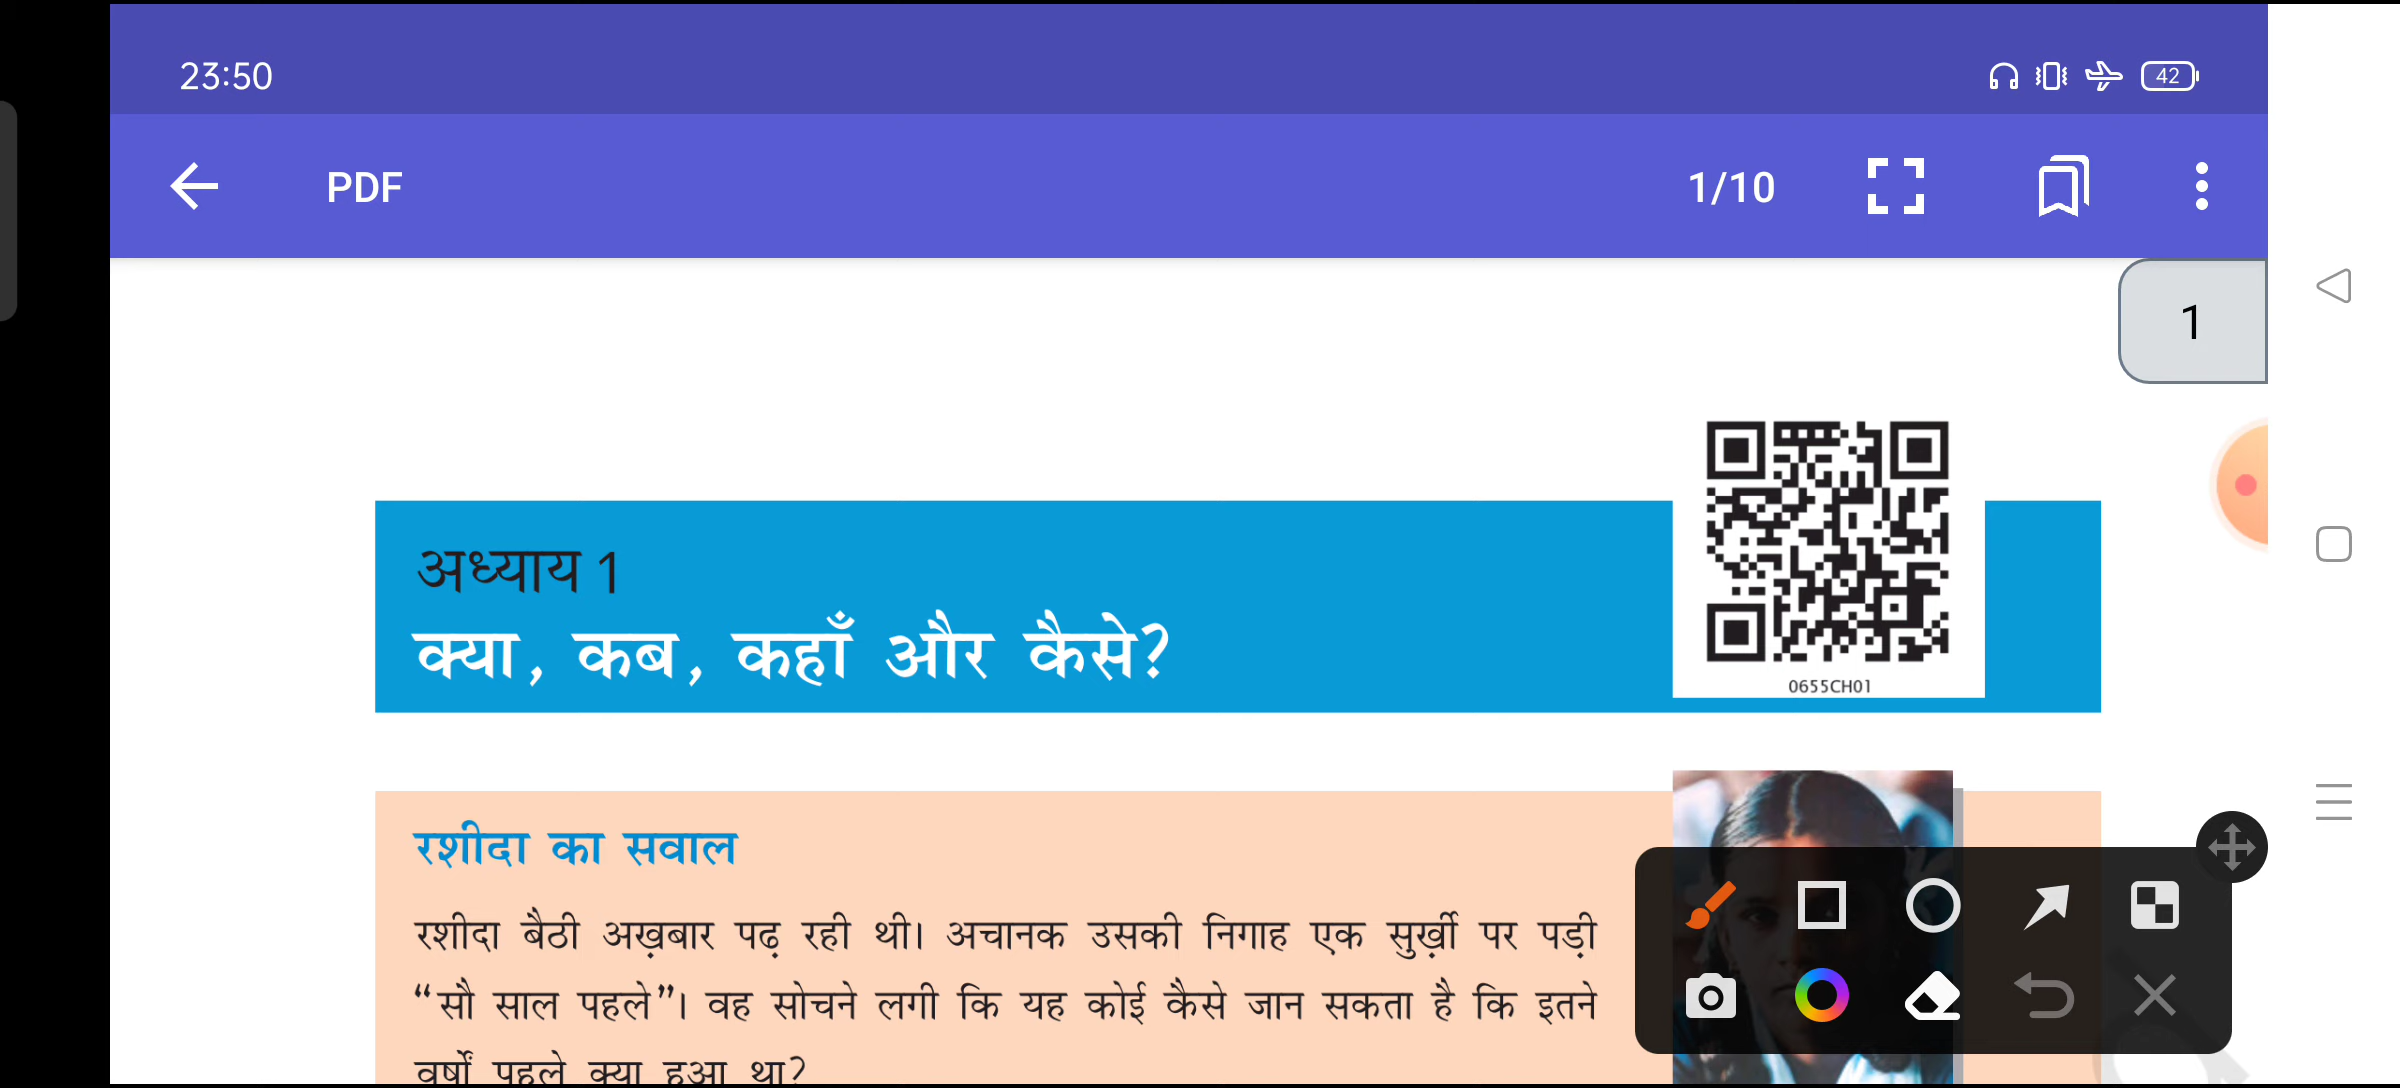 23:50
42
PDF
1/10
1
अध्याय 1
क्या, कब, कहाँ और कैसे?
0655CH01
रशीदा का सवाल
रशीदा बैठी अख़बार पढ़ रही थी। अचानक उसकी निगाह एक सुर्ख़ी पर पड़ी
“सौ साल पहले”। वह सोचने लगी कि यह कोई कैसे जान सकता है कि इतने
वर्षों पहले क्या हुआ था?